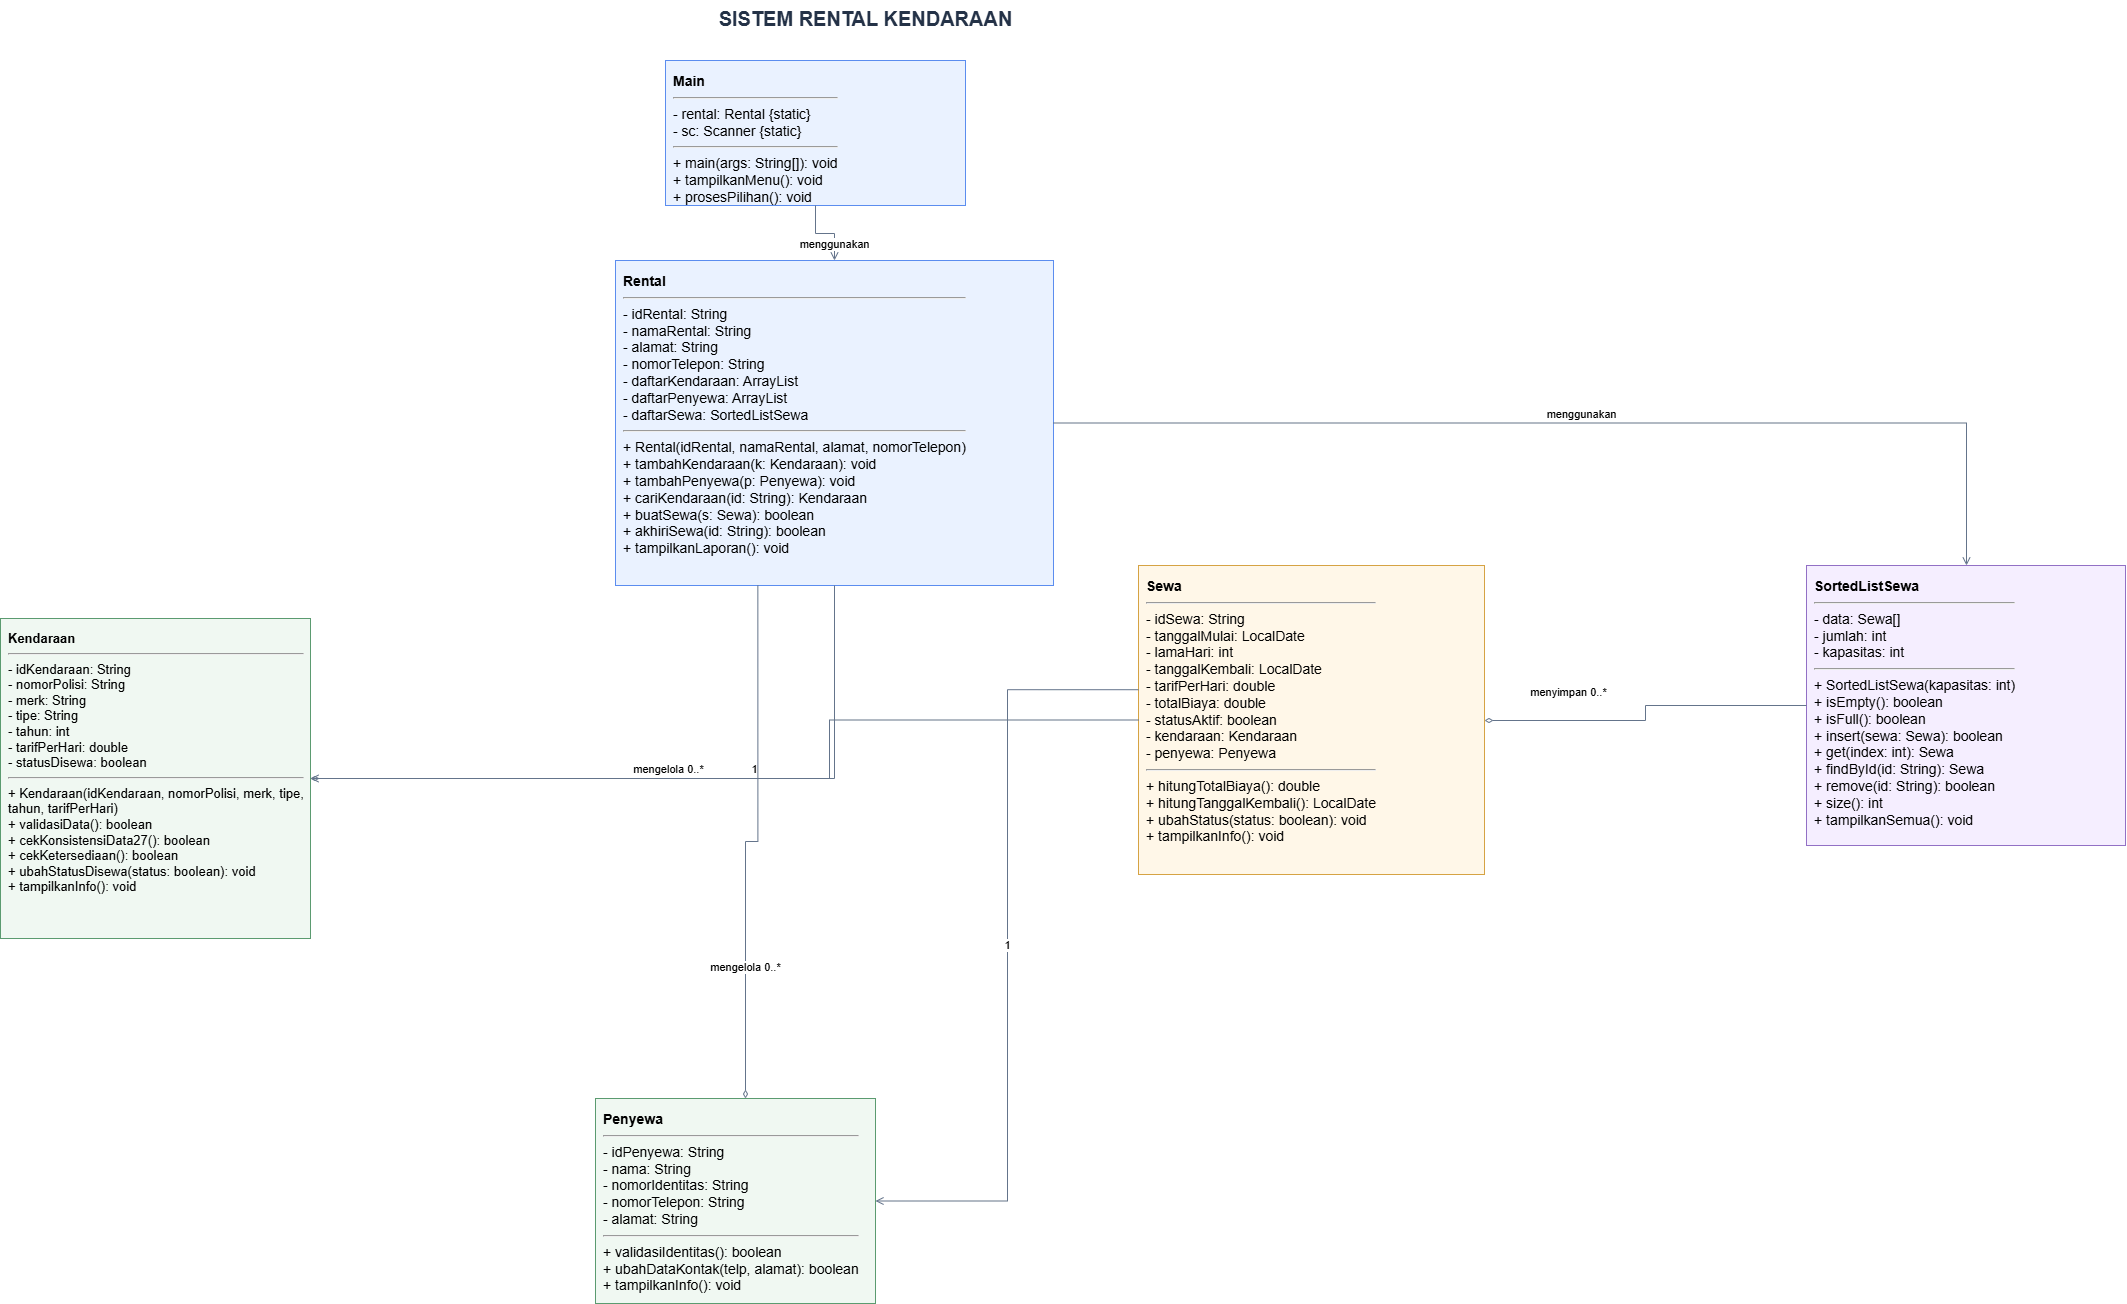 SISTEM RENTAL KENDARAAN
Main
- rental: Rental {static}
- sc: Scanner {static}
+ main(args: String[]): void
+ tampilkanMenu(): void
+ prosesPilihan(): void
menggunakan
Rental
- idRental: String
- namaRental: String
- alamat: String
- nomorTelepon: String
- daftarKendaraan: ArrayList
- daftarPenyewa: ArrayList
- daftarSewa: SortedListSewa
+ Rental(idRental, namaRental, alamat, nomorTelepon)
+ tambahKendaraan(k: Kendaraan): void
+ tambahPenyewa(p: Penyewa): void
+ cariKendaraan(id: String): Kendaraan
+ buatSewa(s: Sewa): boolean
+ akhiriSewa(id: String): boolean
+ tampilkanLaporan(): void
menggunakan
Kendaraan
- idKendaraan: String
- nomorPolisi: String
- merk: String
- tipe: String
- tahun: int
- tarifPerHari: double
- statusDisewa: boolean
+ Kendaraan(idKendaraan, nomorPolisi, merk, tipe,
tahun, tarifPerHari)
+ validasiData(): boolean
+ cekKonsistensiData27(): boolean
+ cekKetersediaan(): boolean
+ ubahStatusDisewa(status: boolean): void
+ tampilkanInfo(): void
mengelola 0..*
1
Sewa
- idSewa: String
- tanggalMulai: LocalDate
- lamaHari: int
- tanggalKembali: LocalDate
- tarifPerHari: double
- totalBiaya: double
- statusAktif: boolean
- kendaraan: Kendaraan
- penyewa: Penyewa
+ hitungTotalBiaya(): double
+ hitungTanggalKembali(): LocalDate
+ ubahStatus(status: boolean): void
+ tampilkanInfo(): void
menyimpan 0..*
SortedListSewa
- data: Sewa[]
- jumlah: int
- kapasitas: int
+ SortedListSewa(kapasitas: int)
+ isEmpty(): boolean
+ isFull(): boolean
+ insert(sewa: Sewa): boolean
+ get(index: int): Sewa
+ findById(id: String): Sewa
+ remove(id: String): boolean
+ size(): int
+ tampilkanSemua(): void
1
mengelola 0..*
Penyewa
- idPenyewa: String
- nama: String
- nomorIdentitas: String
- nomorTelepon: String
- alamat: String
+ validasiIdentitas(): boolean
+ ubahDataKontak(telp, alamat): boolean
+ tampilkanInfo(): void